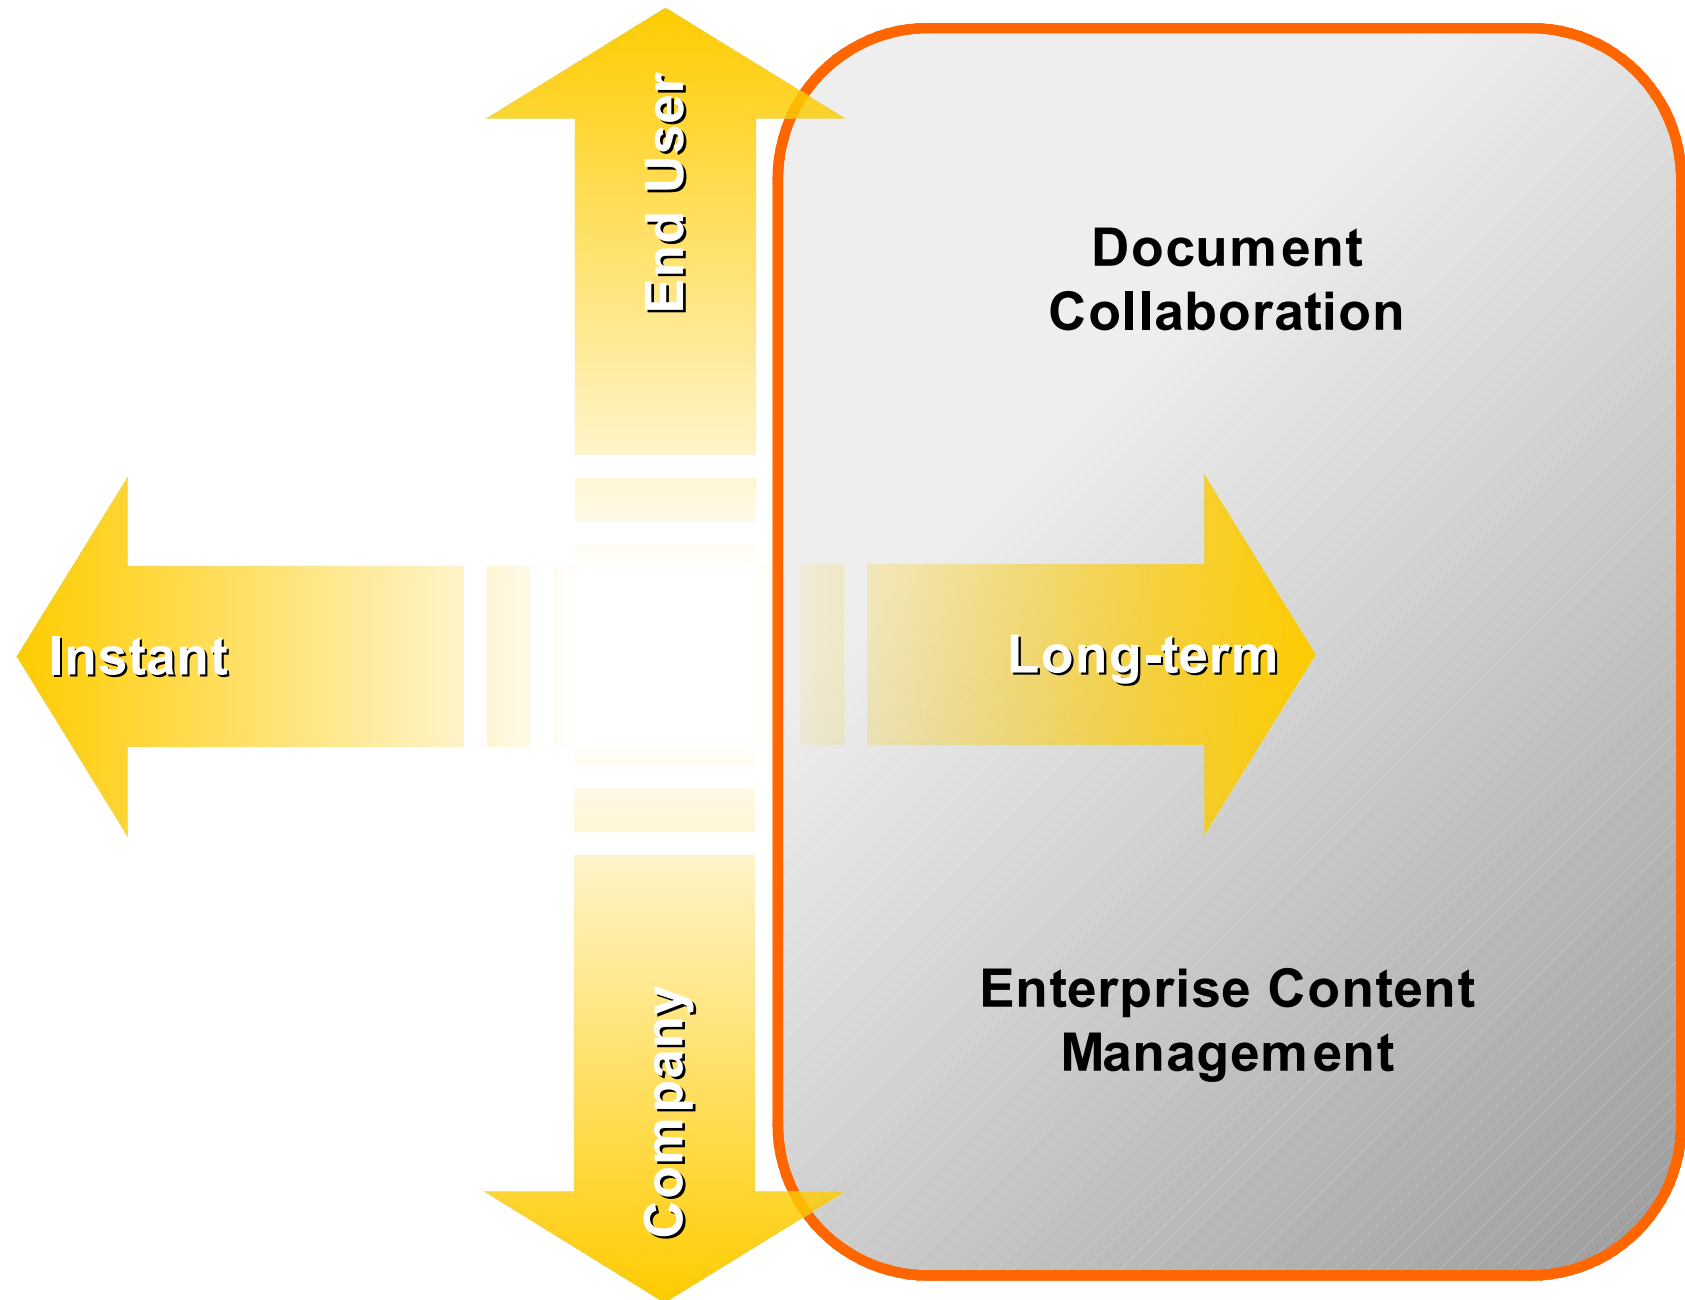 End User
Document
Collaboration
Instant
Long-term
Enterprise Content
Management
Company